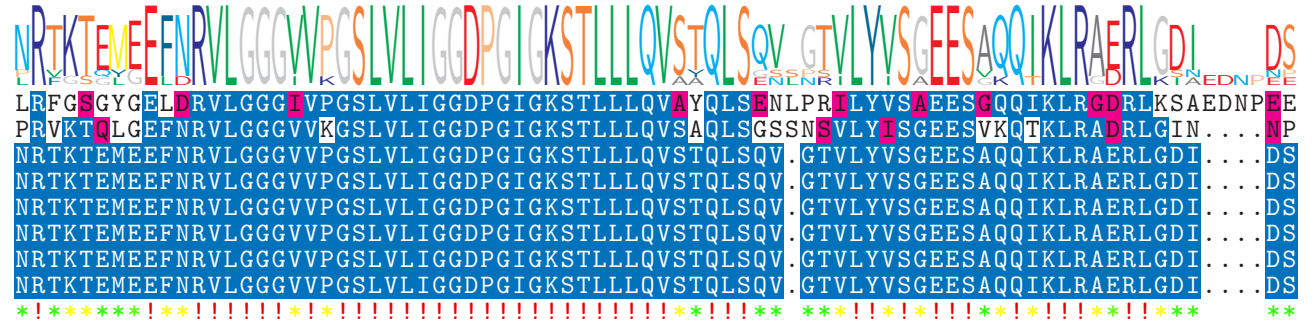 NRTKTEMEEFNRVLGGGVVPGSLVLIGGDPGIGKSTLLLQVSTQLSQV GTVLYVSGEESAQQIKLRAERLGDI DS
LRFGSGYGELDRVLGGGIVPGSLVLIGGDPGIGKSTLLLQVAYQLSENLPRILYVSAEESGQQIKLRGDRLKSAEDNPEE
PRVKTQLGEFNRVLGGGVVKGSLVLIGGDPGIGKSTLLLQVSAQLSGSSNSVLYISGEESVKQTKLRADRLGIN....NP
NRTKTEMEEFNRVLGGGVVPGSLVLIGGDPGIGKSTLLLQVSTQLSQV.GTVLYVSGEESAQQIKLRAERLGDI....DS
NRTKTEMEEFNRVLGGGVVPGSLVLIGGDPGIGKSTLLLQVSTQLSQV.GTVLYVSGEESAQQIKLRAERLGDI....DS
NRTKTEMEEFNRVLGGGVVPGSLVLIGGDPGIGKSTLLLQVSTQLSQV.GTVLYVSGEESAQQIKLRAERLGDI....DS
NRTKTEMEEFNRVLGGGVVPGSLVLIGGDPGIGKSTLLLQVSTQLSQV.GTVLYVSGEESAQQIKLRAERLGDI....DS
NRTKTEMEEFNRVLGGGVVPGSLVLIGGDPGIGKSTLLLQVSTQLSQV.GTVLYVSGEESAQQIKLRAERLGDI....DS
NRTKTEMEEFNRVLGGGVVPGSLVLIGGDPGIGKSTLLLQVSTQLSQV.GTVLYVSGEESAQQIKLRAERLGDI....DS
*!******!**!!!!!!*!*!!!!!!!!!!!!!!!!!!!!!**!!!** ***!!*!*!!!**!*!!!**!!***    **